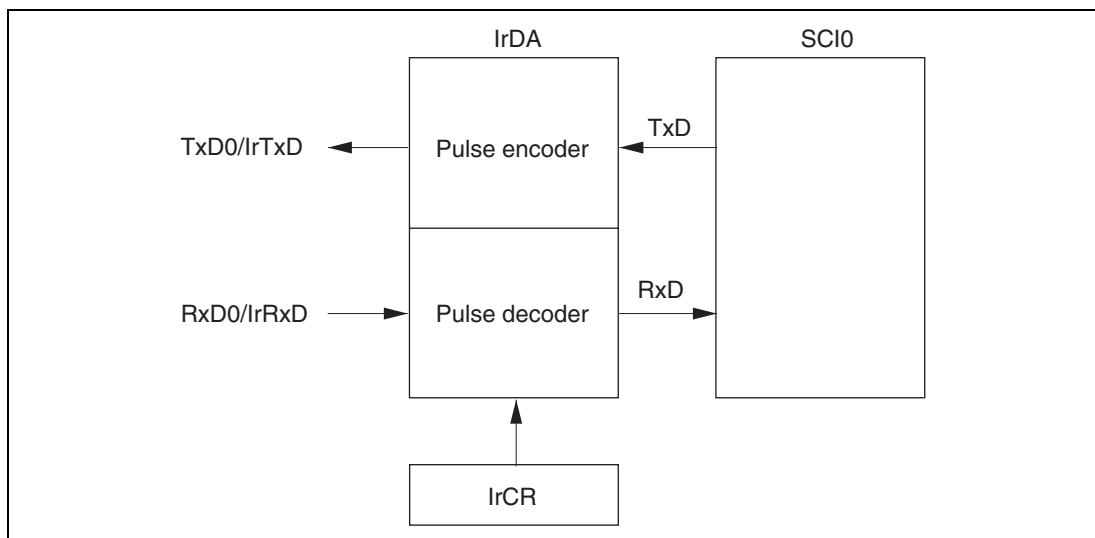 IrDA
SCI0
TxD0/IrTxD
Pulse encoder
TxD
RxD0/IrRxD
Pulse decoder
RxD
IrCR